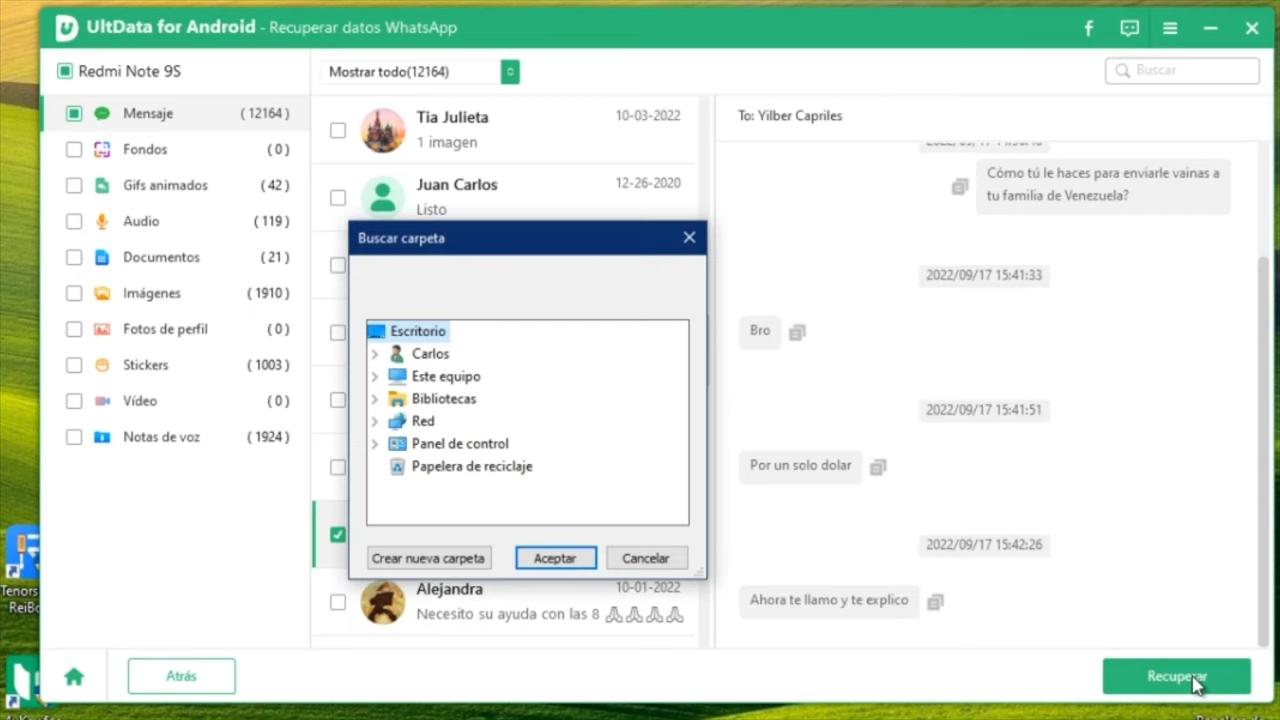 UltData for Android - Recuperar datos WhatsApp
Redmi Note 9S
Mostrar todo(12164)
Buscar
Mensaje (12164)
Fondos (0)
Gifs animados (42)
Audio (119)
Documentos (21)
Imágenes (1910)
Fotos de perfil (0)
Stickers (1003)
Vídeo (0)
Notas de voz (1924)
Tia Julieta 10-03-2022
1 imagen
Juan Carlos 12-26-2020
Listo
Buscar carpeta
Escritorio
Carlos
Este equipo
Bibliotecas
Red
Panel de control
Papelera de reciclaje
Crear nueva carpeta
Aceptar
Cancelar
Alejandra 10-01-2022
Necesito su ayuda con las 8 🙏🙏🙏🙏
To: Yilber Capriles
Cómo tú le haces para enviarle vainas a
tu familia de Venezuela?
2022/09/17 15:41:33
Bro
2022/09/17 15:41:51
Por un solo dolar
2022/09/17 15:42:26
Ahora te llamo y te explico
Atrás
Recuperar